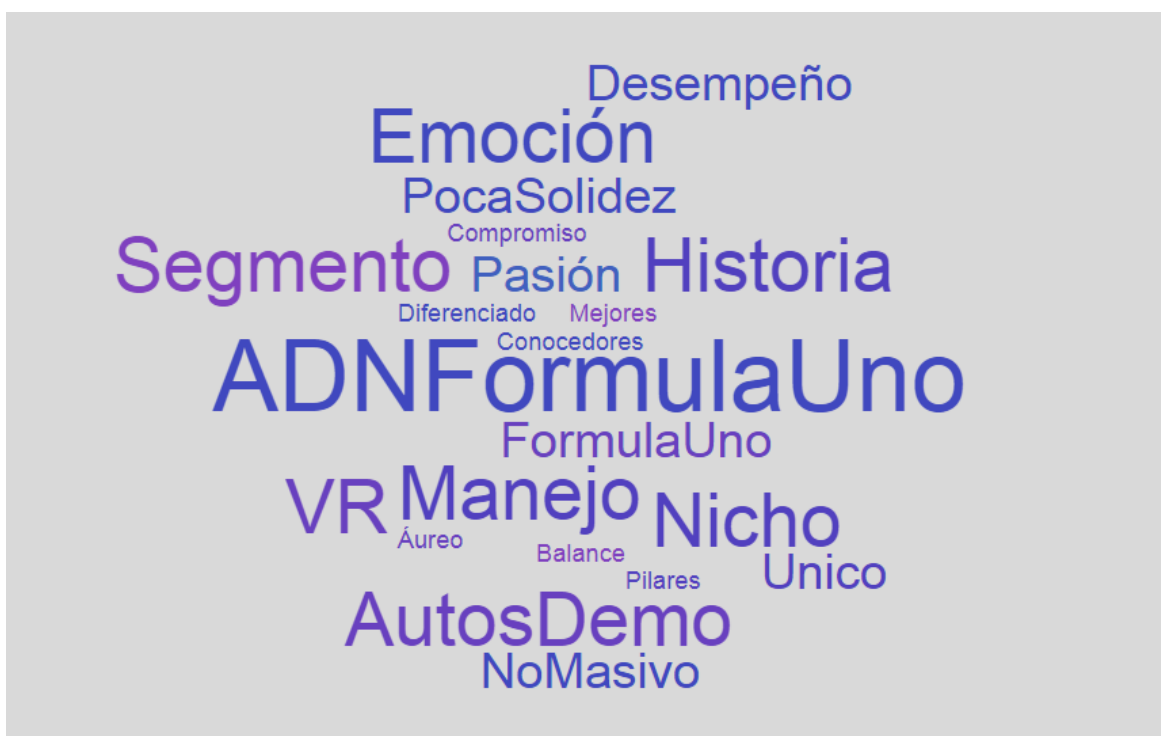 Desempeño
Emoción
PocaSolidez
Compromiso
Segmento Pasión Historia
Diferenciado Mejores
Conocedores
ADNFormulaUno
FormulaUno
VR Manejo Nicho
Áureo
Balance
Unico
Pilares
AutosDemo
NoMasivo